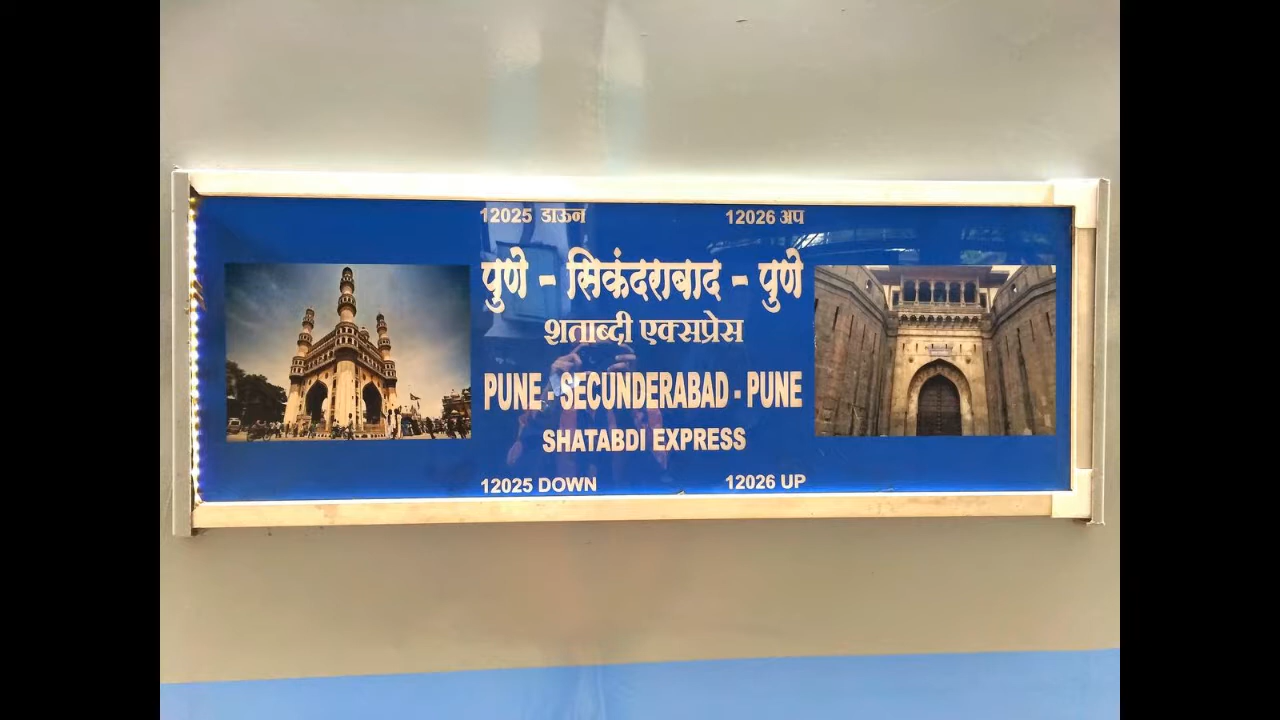 12025 डाऊन 12026 अप
पुणे - सिकंदराबाद - पुणे
शताब्दी एक्सप्रेस
PUNE - SECUNDERABAD - PUNE
SHATABDI EXPRESS
12025 DOWN 12026 UP